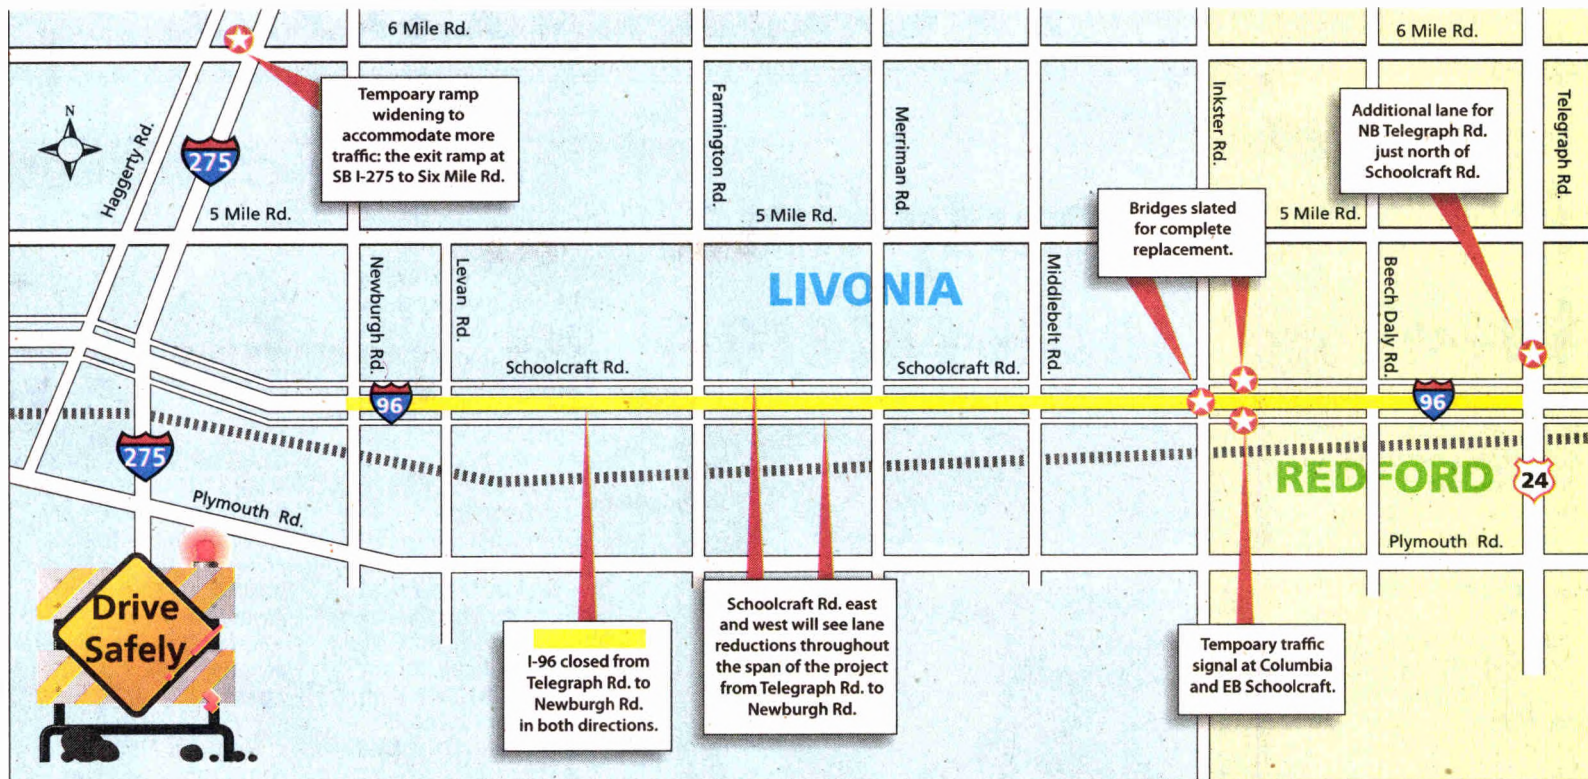 6 Mile Rd.
6 Mile Rd.
N
Haggerty Rd.
275
Tempoary ramp
widening to
accommodate more
traffic: the exit ramp at
SB I-275 to Six Mile Rd.
Farmington Rd.
Merriman Rd.
Inkster Rd.
Additional lane for
NB Telegraph Rd.
just north of
Schoolcraft Rd.
Telegraph Rd.
5 Mile Rd.
5 Mile Rd.
5 Mile Rd.
Bridges slated
for complete
replacement.
Newburgh Rd.
Levan Rd.
LIVONIA
Middlebelt Rd.
Beech Daly Rd.
Schoolcraft Rd.
Schoolcraft Rd.
96
96
275
REDFORD
24
Plymouth Rd.
Plymouth Rd.
Drive
Safely
I-96 closed from
Telegraph Rd. to
Newburgh Rd.
in both directions.
Schoolcraft Rd. east
and west will see lane
reductions throughout
the span of the project
from Telegraph Rd. to
Newburgh Rd.
Tempoary traffic
signal at Columbia
and EB Schoolcraft.